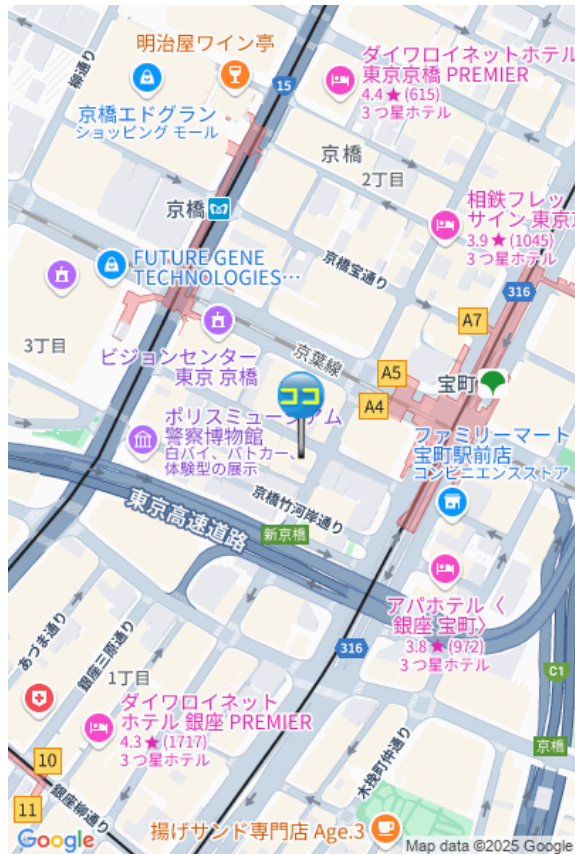 明治屋ワイン亭
京橋エドグラン
ショッピング モール
ダイワロイネットホテル
東京京橋 PREMIER
4.4★(615)
3 つ星ホテル
15
昭和通り
京橋
2丁目
京橋
相鉄フレッ
サイン 東京京
3.9★(1045)
3 つ星ホテル
FUTURE GENE
TECHNOLOGIES…
京橋宝通り
316
A7
3丁目
ビジョンセンター
東京 京橋
京葉線
A5
A4
宝町
ココ
ポリスミュージアム
警察博物館
白バイ、パトカー、
体験型の展示
ファミリーマート
宝町駅前店
コンビニエンスストア
京橋竹河岸通り
東京高速道路
新京橋
アパホテル〈
銀座 宝町〉
3.8★(972)
3 つ星ホテル
316
あづま通り
銀座三原通り
1丁目
C1
京橋
ダイワロイネット
ホテル 銀座 PREMIER
4.3★(1717)
3 つ星ホテル
木挽町仲通り
10
11
銀座柳通り
揚げサンド専門店 Age.3
Google
Map data ©2025 Google